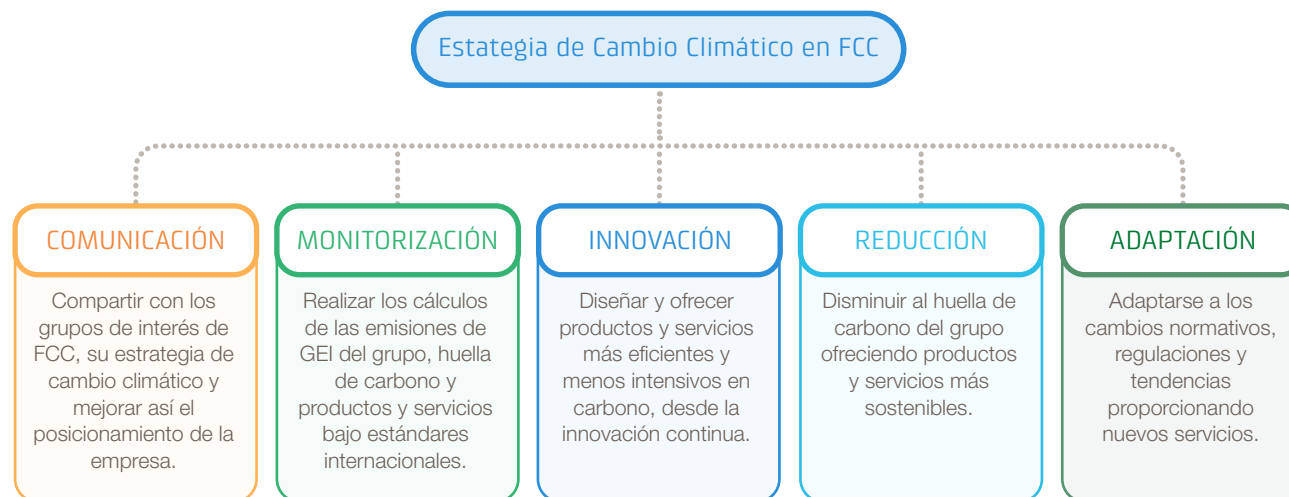 Estategia de Cambio Climático en FCC
COMUNICACIÓN
Compartir con los
grupos de interés de
FCC, su estrategia de
cambio climático y
mejorar así el
posicionamiento de la
empresa.
MONITORIZACIÓN
Realizar los cálculos
de las emisiones de
GEI del grupo, huella
de carbono y
productos y servicios
bajo estándares
internacionales.
INNOVACIÓN
Diseñar y ofrecer
productos y servicios
más eficientes y
menos intensivos en
carbono, desde la
innovación continua.
REDUCCIÓN
Disminuir al huella de
carbono del grupo
ofreciendo productos
y servicios más
sostenibles.
ADAPTACIÓN
Adaptarse a los
cambios normativos,
regulaciones y
tendencias
proporcionando
nuevos servicios.